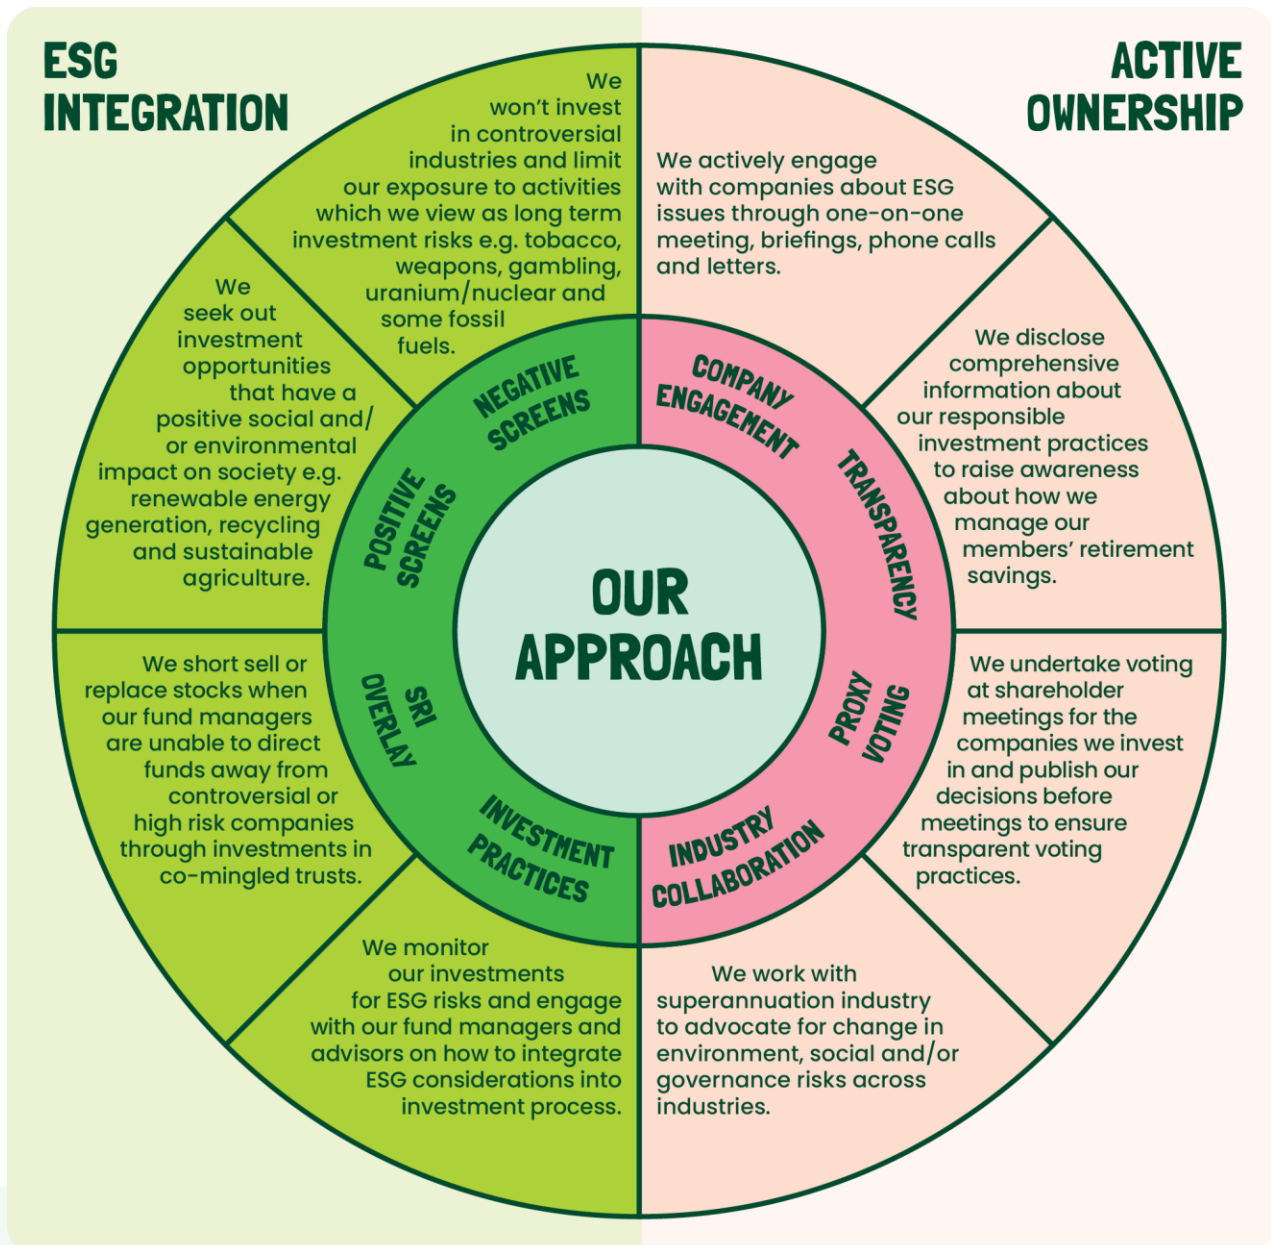 ESG
INTEGRATION
ACTIVE
OWNERSHIP
We
won't invest
in controversial
industries and limit
our exposure to activities
which we view as long term
investment risks e.g. tobacco,
weapons, gambling,
uranium/nuclear and
some fossil
fuels.
We actively engage
with companies about ESG
issues through one-on-one
meeting, briefings, phone calls
and letters.
We
seek out
investment
opportunities
that have a
positive social and/
or environmental
impact on society e.g.
renewable energy
generation, recycling
and sustainable
agriculture.
We disclose
comprehensive
information about
our responsible
investment practices
to raise awareness
about how we
manage our
members' retirement
savings.
NEGATIVE
SCREENS
COMPANY
ENGAGEMENT
POSITIVE
SCREENS
TRANSPARENCY
OUR
APPROACH
SRI
OVERLAY
PROXY
VOTING
INVESTMENT
PRACTICES
INDUSTRY
COLLABORATION
We short sell or
replace stocks when
our fund managers
are unable to direct
funds away from
controversial or
high risk companies
through investments in
co-mingled trusts.
We undertake voting
at shareholder
meetings for the
companies we invest
in and publish our
decisions before
meetings to ensure
transparent voting
practices.
We monitor
our investments
for ESG risks and engage
with our fund managers and
advisors on how to integrate
ESG considerations into
investment process.
We work with
superannuation industry
to advocate for change in
environment, social and/or
governance risks across
industries.